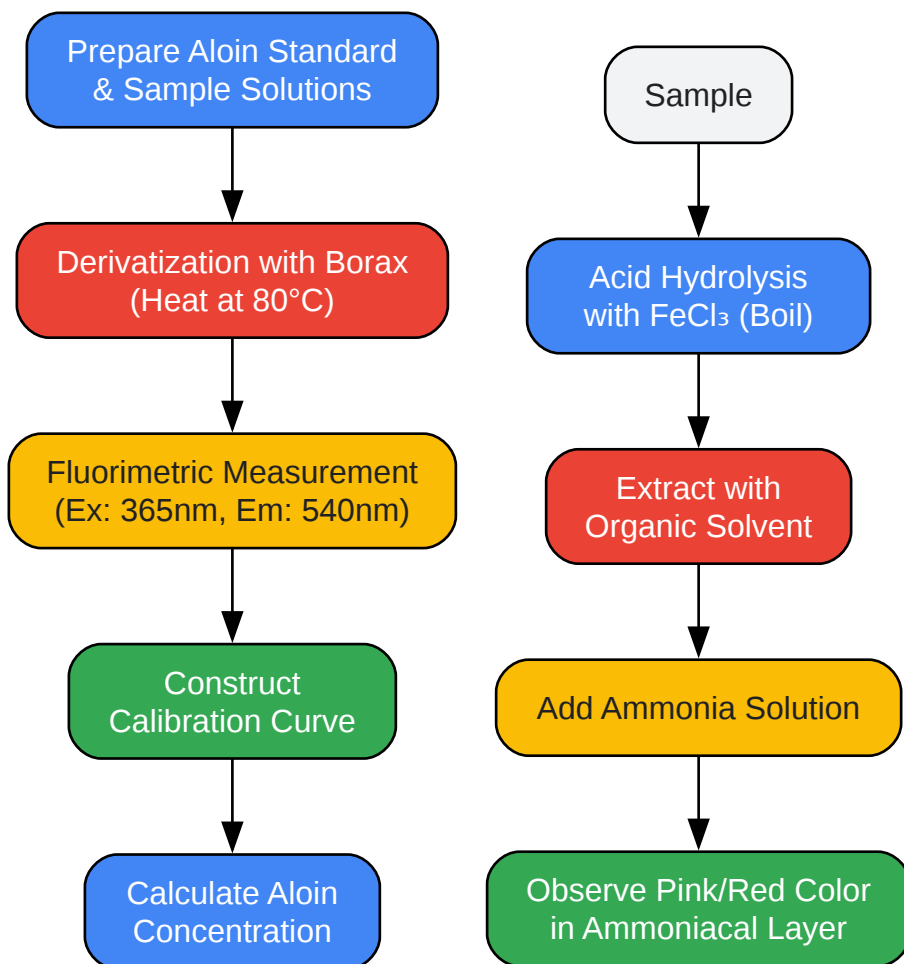 Prepare Aloin Standard
& Sample Solutions
Derivatization with Borax
(Heat at 80°C)
Fluorimetric Measurement
(Ex: 365nm, Em: 540nm)
Construct
Calibration Curve
Calculate Aloin
Concentration
Sample
Acid Hydrolysis
with FeCl₃ (Boil)
Extract with
Organic Solvent
Add Ammonia Solution
Observe Pink/Red Color
in Ammoniacal Layer